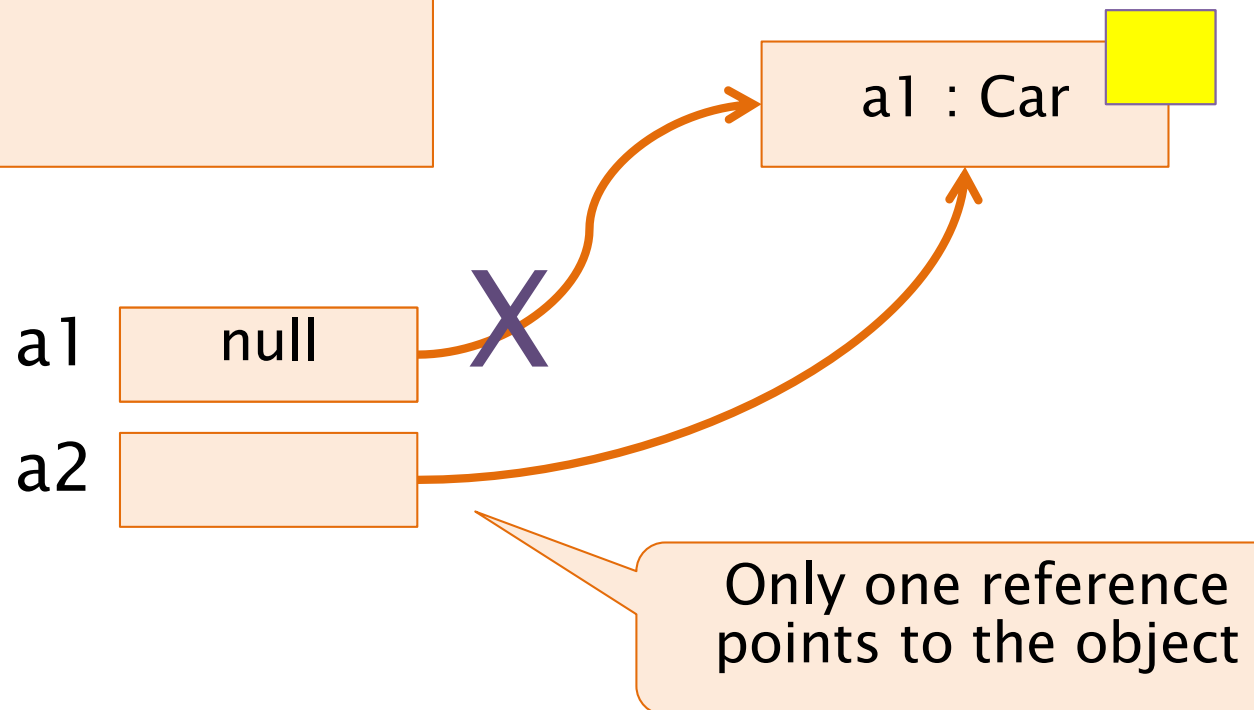 a1 : Car
a1 null
a2
X
Only one reference
points to the object